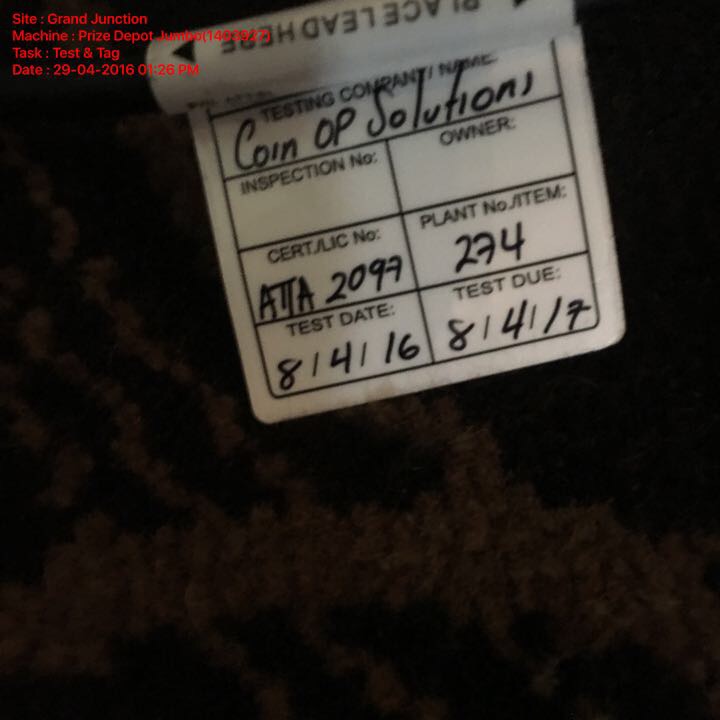 Site : Grand Junction
Machine : Prize Depot Jumbo(1403927)
Task : Test & Tag
Date : 29-04-2016 01:26 PM
PLACE LEAD HERE
TESTING COMPANY / NAME:
Coin OP Solutions
INSPECTION No:
OWNER:
CERT./LIC No:
PLANT No./ITEM:
ATTA 2097
274
TEST DATE:
TEST DUE:
8/4/16
8/4/17